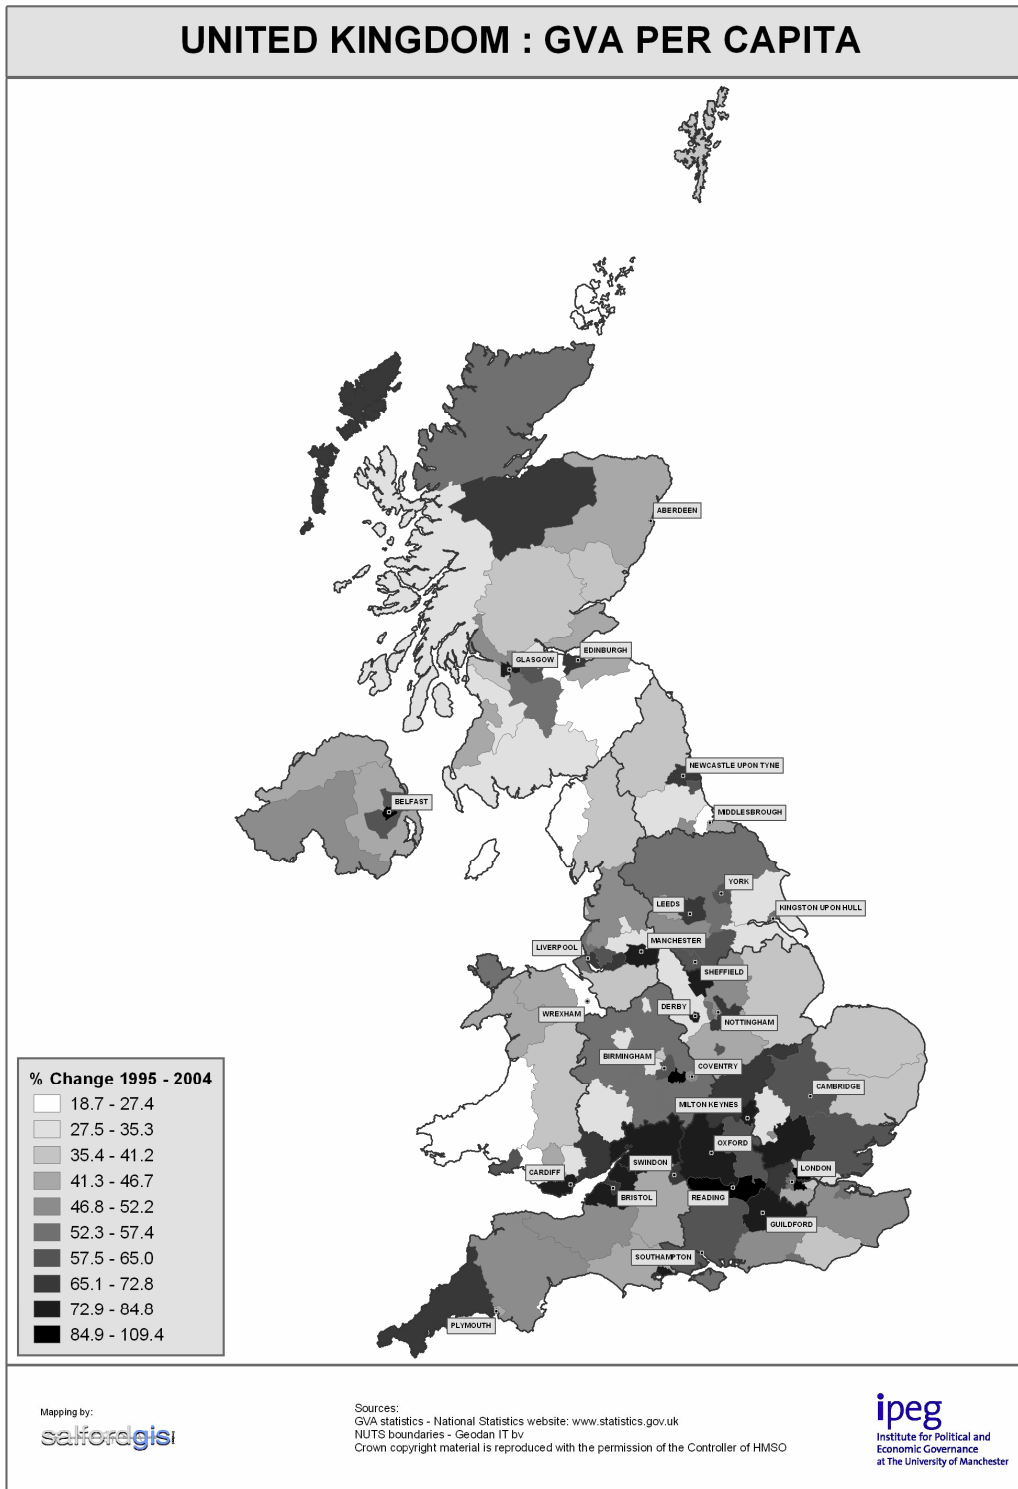 UNITED KINGDOM : GVA PER CAPITA
ABERDEEN
GLASGOW
EDINBURGH
NEWCASTLE UPON TYNE
BELFAST
MIDDLESBROUGH
YORK
LEEDS
KINGSTON UPON HULL
LIVERPOOL
MANCHESTER
SHEFFIELD
WREXHAM
DERBY
NOTTINGHAM
BIRMINGHAM
COVENTRY
CAMBRIDGE
MILTON KEYNES
OXFORD
CARDIFF
SWINDON
LONDON
BRISTOL
READING
GUILDFORD
SOUTHAMPTON
PLYMOUTH
% Change 1995 - 2004
18.7 - 27.4
27.5 - 35.3
35.4 - 41.2
41.3 - 46.7
46.8 - 52.2
52.3 - 57.4
57.5 - 65.0
65.1 - 72.8
72.9 - 84.8
84.9 - 109.4
Mapping by:
salfordgis
Sources:
GVA statistics - National Statistics website: www.statistics.gov.uk
NUTS boundaries - Geodan IT bv
Crown copyright material is reproduced with the permission of the Controller of HMSO
ipeg
Institute for Political and
Economic Governance
at The University of Manchester